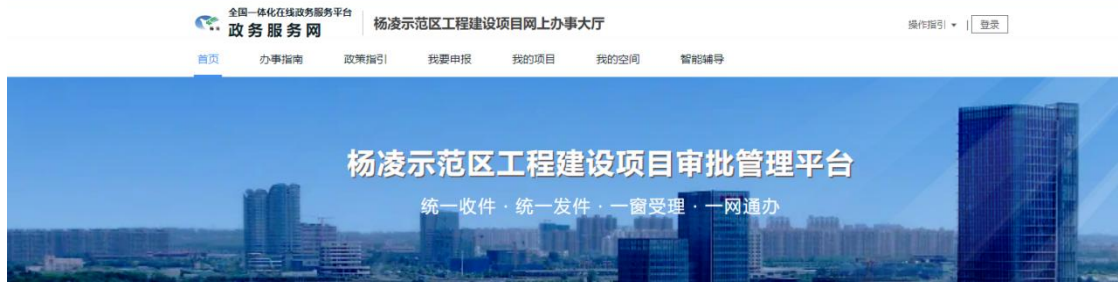 全国一体化在线政务服务平台
政务服务网
杨凌示范区工程建设项目网上办事大厅
操作指引
登录
首页 办事指南 政策指引 我要申报 我的项目 我的空间 智能辅导
杨凌示范区工程建设项目审批管理平台
统一收件 · 统一发件 · 一窗受理 · 一网通办